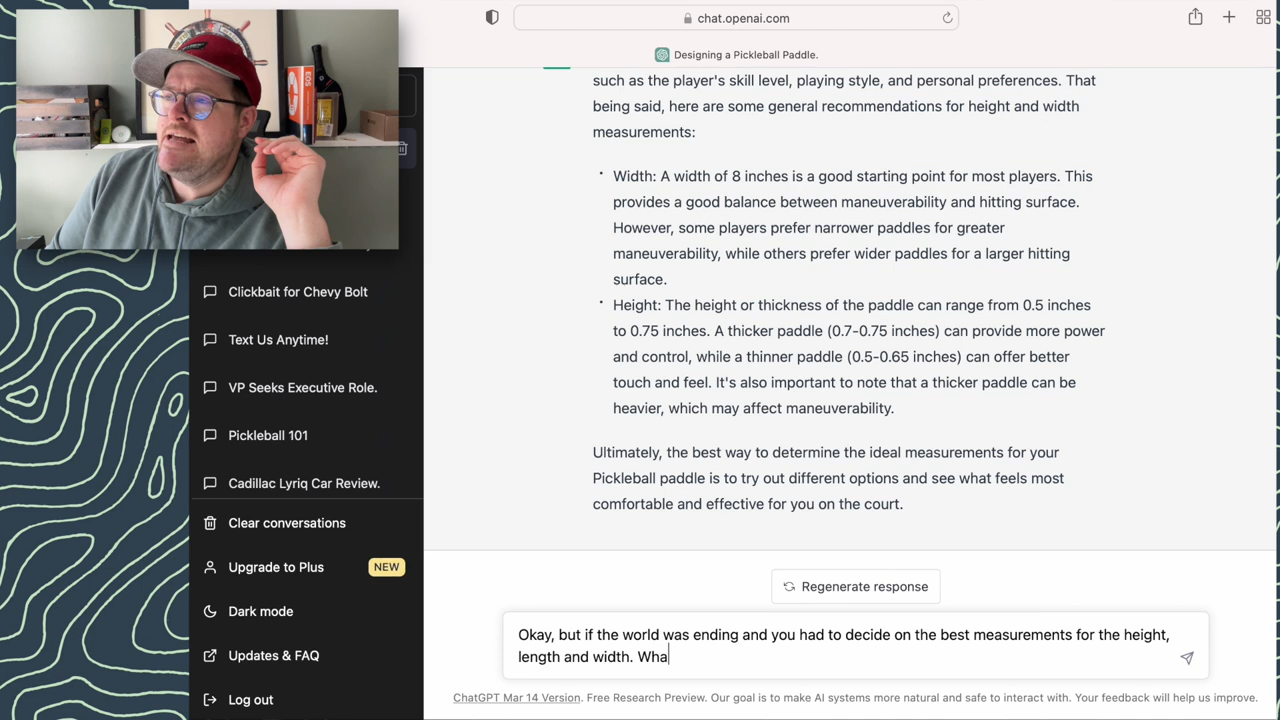 chat.openai.com
Designing a Pickleball Paddle.
such as the player's skill level, playing style, and personal preferences. That
being said, here are some general recommendations for height and width
measurements:
· Width: A width of 8 inches is a good starting point for most players. This
provides a good balance between maneuverability and hitting surface.
However, some players prefer narrower paddles for greater
maneuverability, while others prefer wider paddles for a larger hitting
surface.
· Height: The height or thickness of the paddle can range from 0.5 inches
to 0.75 inches. A thicker paddle (0.7-0.75 inches) can provide more power
and control, while a thinner paddle (0.5-0.65 inches) can offer better
touch and feel. It's also important to note that a thicker paddle can be
heavier, which may affect maneuverability.
Ultimately, the best way to determine the ideal measurements for your
Pickleball paddle is to try out different options and see what feels most
comfortable and effective for you on the court.
Regenerate response
Okay, but if the world was ending and you had to decide on the best measurements for the height,
length and width. Wha
ChatGPT Mar 14 Version. Free Research Preview. Our goal is to make AI systems more natural and safe to interact with. Your feedback will help us improve.
Clickbait for Chevy Bolt
Text Us Anytime!
VP Seeks Executive Role.
Pickleball 101
Cadillac Lyriq Car Review.
Clear conversations
Upgrade to Plus NEW
Dark mode
Updates & FAQ
Log out
EOS